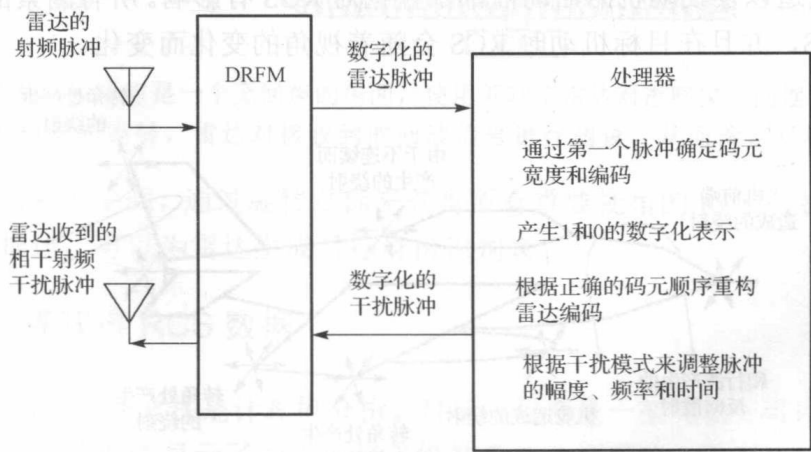 雷达的
射频脉冲
DRFM
数字化的
雷达脉冲
处理器
通过第一个脉冲确定码元
宽度和编码
产生1和0的数字化表示
根据正确的码元顺序重构
雷达编码
根据干扰模式来调整脉冲
的幅度、频率和时间
雷达收到的
相干射频
干扰脉冲
数字化的
干扰脉冲